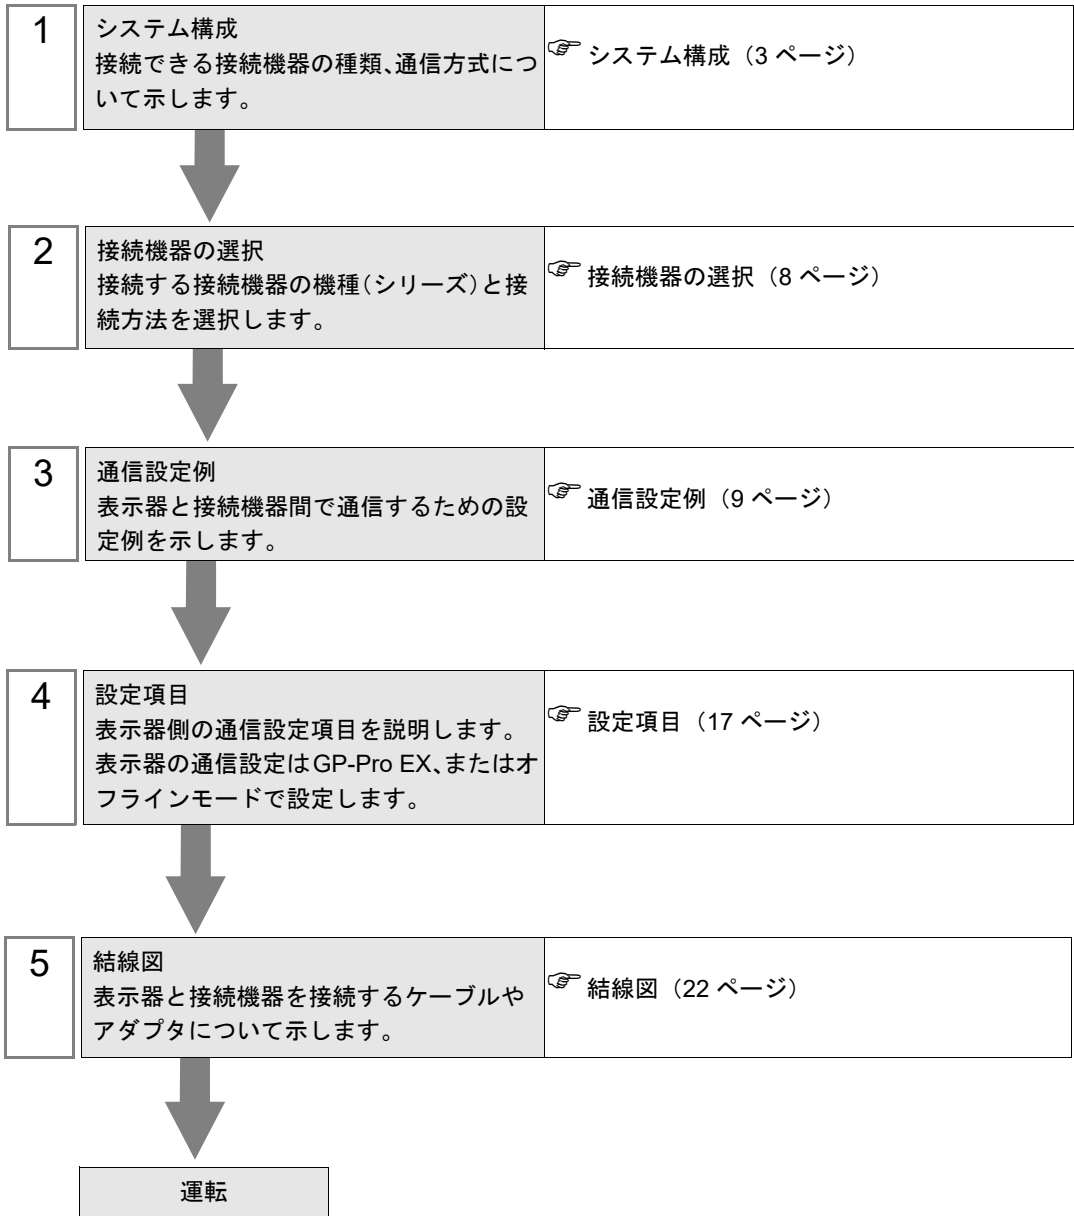 1
システム構成
接続できる接続機器の種類、通信方式につ
いて示します。
☞ システム構成（3 ページ）
2
接続機器の選択
接続する接続機器の機種（シリーズ）と接
続方法を選択します。
☞ 接続機器の選択（8 ページ）
3
通信設定例
表示器と接続機器間で通信するための設
定例を示します。
☞ 通信設定例（9 ページ）
4
設定項目
表示器側の通信設定項目を説明します。
表示器の通信設定はGP-Pro EX、またはオ
フラインモードで設定します。
☞ 設定項目（17 ページ）
5
結線図
表示器と接続機器を接続するケーブルや
アダプタについて示します。
☞ 結線図（22 ページ）
運転